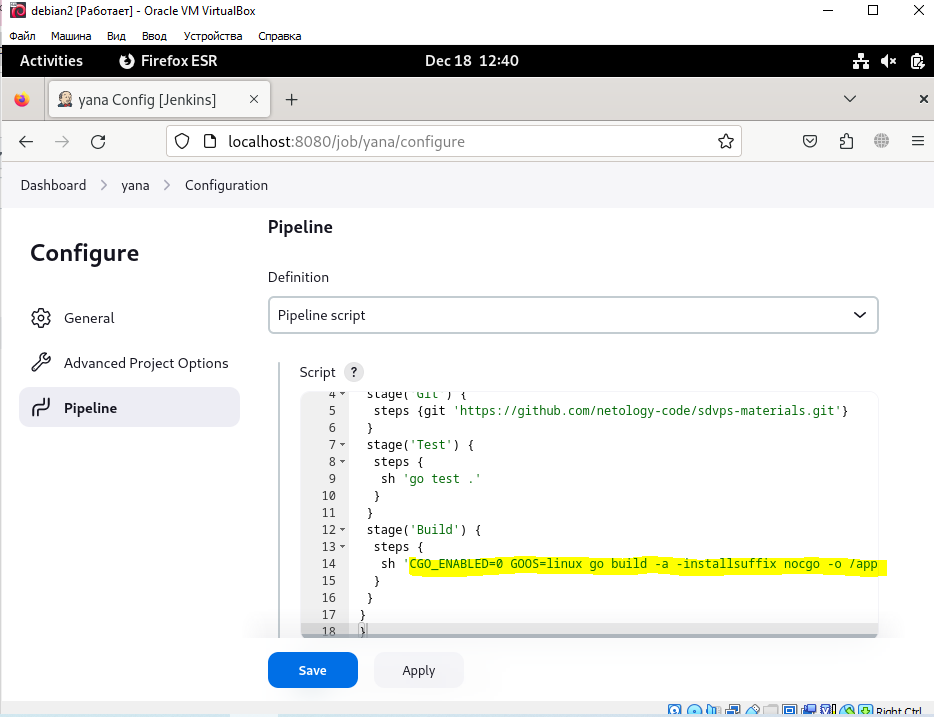 debian2 [Работает] - Oracle VM VirtualBox
Файл Машина Вид Ввод Устройства Справка
Activities Firefox ESR Dec 18 12:40
yana Config [Jenkins]
localhost:8080/job/yana/configure
Dashboard yana Configuration
Pipeline
Configure
Definition
General
Pipeline script
Advanced Project Options
Script ?
Pipeline
4 stage('Git') {
5 steps {git 'https://github.com/netology-code/sdvps-materials.git'}
6 }
7 stage('Test') {
8 steps {
9 sh 'go test .'
10 }
11 }
12 stage('Build') {
13 steps {
14 sh 'CGO_ENABLED=0 GOOS=linux go build -a -installsuffix nocgo -o /app
15 }
16 }
17 }
18 }
Save Apply
Right Ctrl